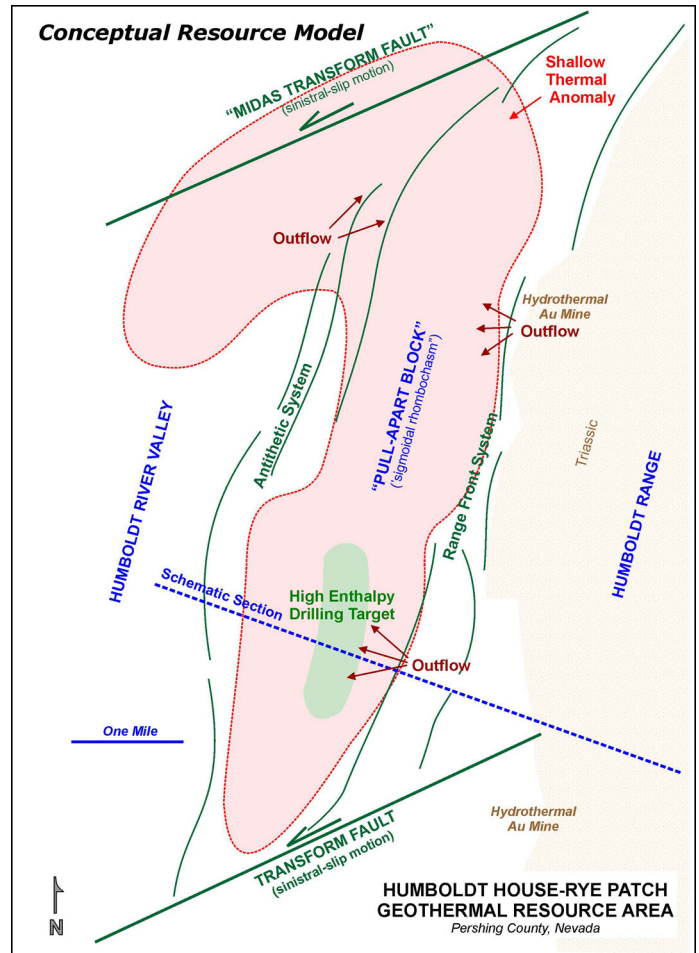 Conceptual Resource Model
“MIDAS TRANSFORM FAULT”
(sinistral-slip motion)
Shallow
Thermal
Anomaly
Outflow
Hydrothermal
Au Mine
Outflow
Antithetic System
“PULL-APART BLOCK”
(‘sigmoidal rhombochasm”)
Range Front System
Triassic
HUMBOLDT RIVER VALLEY
HUMBOLDT RANGE
Schematic Section
High Enthalpy
Drilling Target
Outflow
One Mile
TRANSFORM FAULT
(sinistral-slip motion)
Hydrothermal
Au Mine
N
HUMBOLDT HOUSE-RYE PATCH
GEOTHERMAL RESOURCE AREA
Pershing County, Nevada